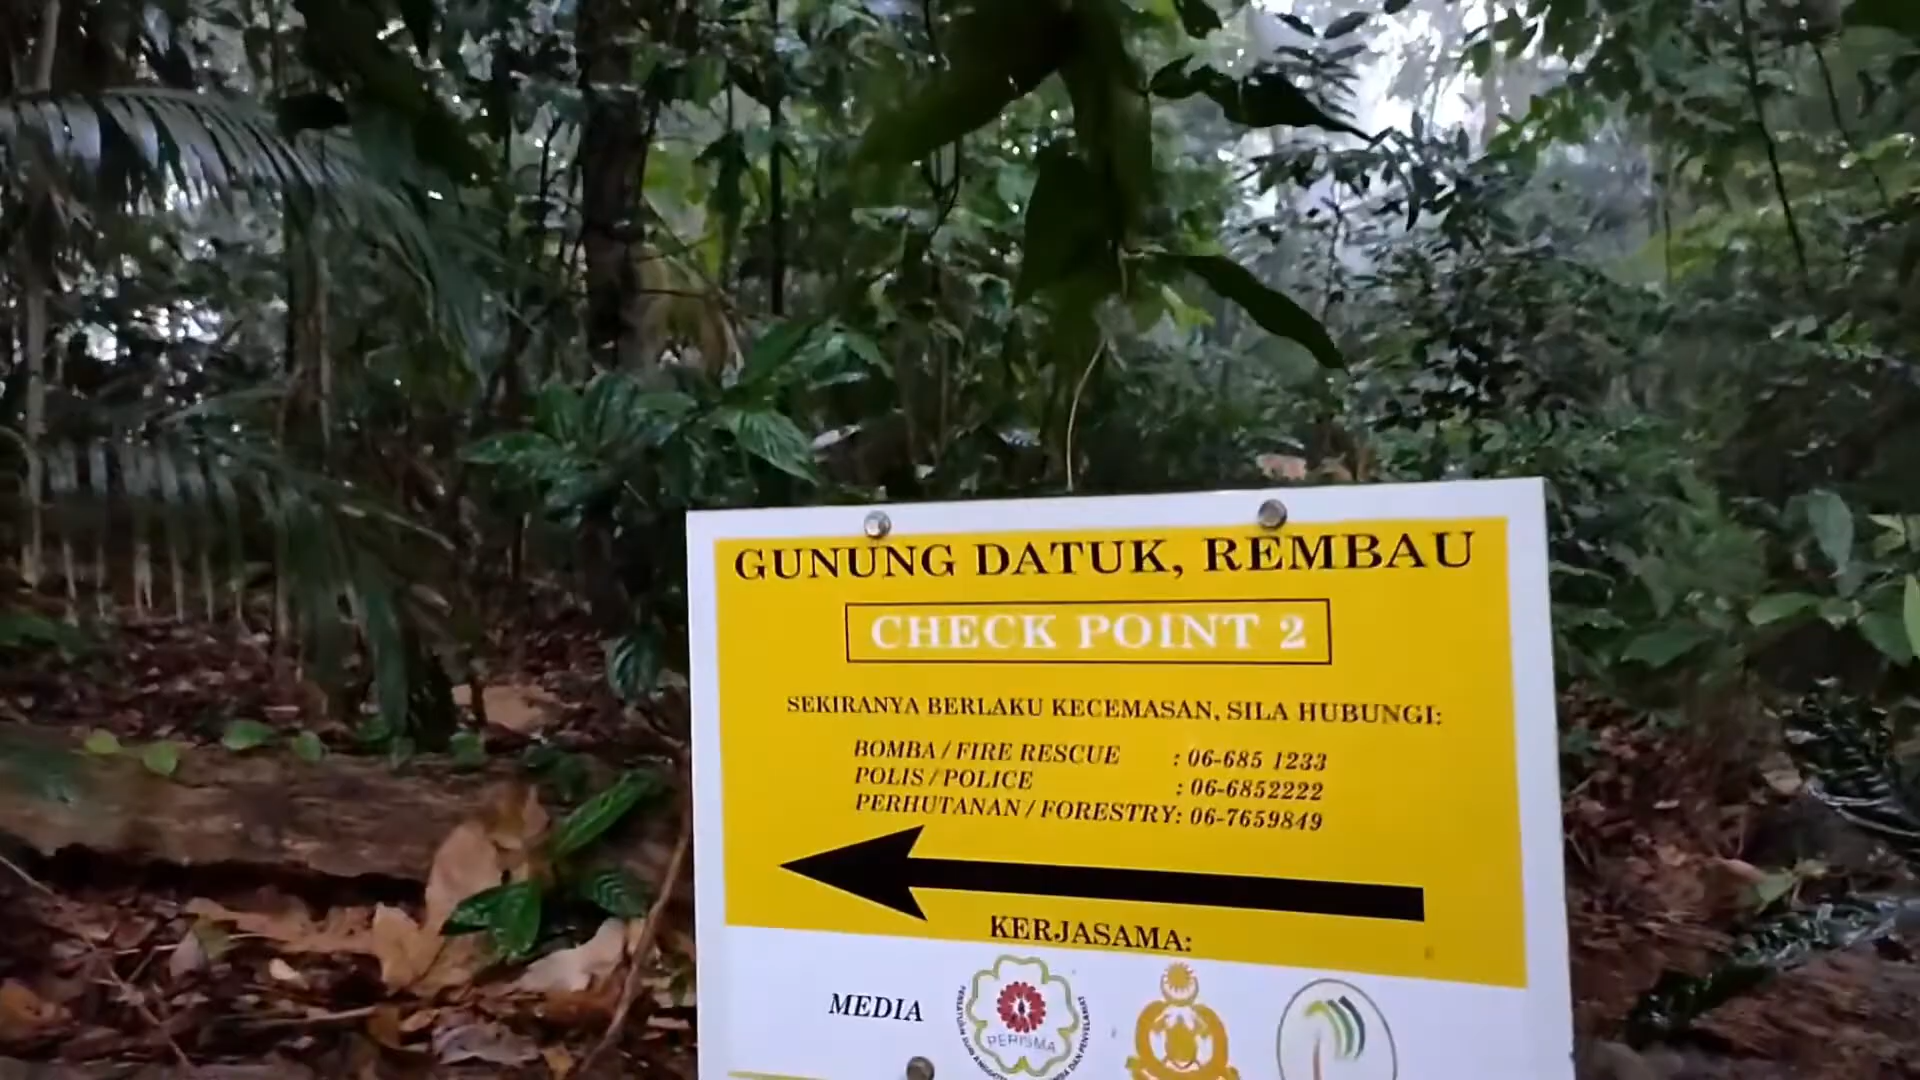 GUNUNG DATUK, REMBAU
CHECK POINT 2
SEKIRANYA BERLAKU KECEMASAN, SILA HUBUNGI:
BOMBA / FIRE RESCUE : 06-685 1233
POLIS / POLICE : 06-6852222
PERHUTANAN / FORESTRY: 06-7659849
KERJASAMA:
MEDIA
PERISMA